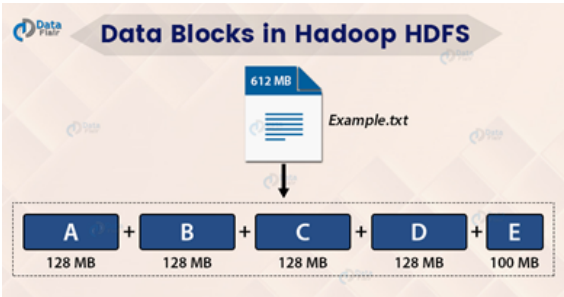 Data
Flair
Data Blocks in Hadoop HDFS
612 MB
Example.txt
A + B + C + D + E
128 MB 128 MB 128 MB 128 MB 100 MB